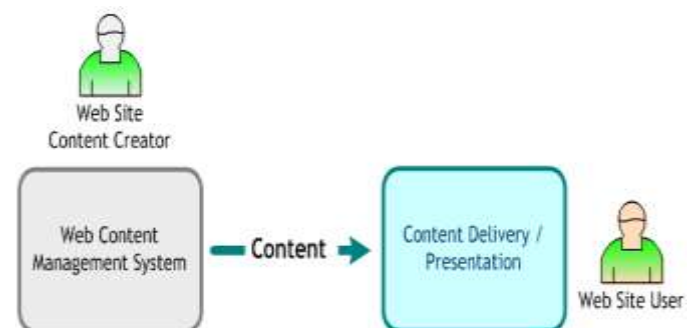 Web Site
Content Creator
Web Content
Management System
Content
Content Delivery /
Presentation
Web Site User